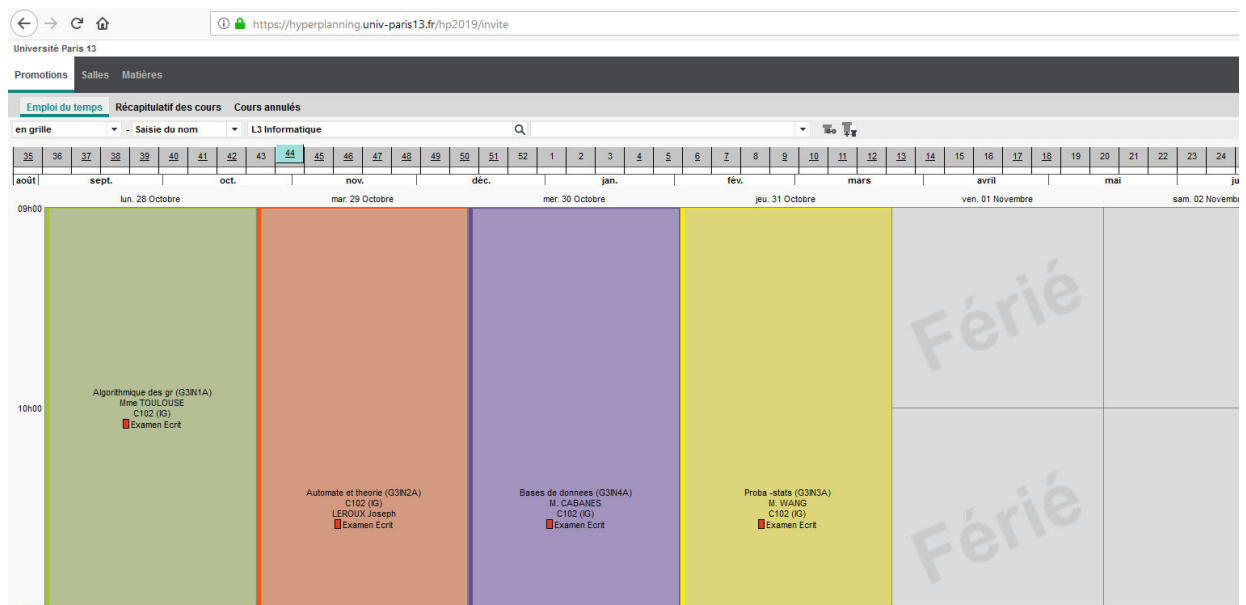 https://hyperplanning.univ-paris13.fr/hp2019/invite
Université Paris 13
Promotions Salles Matières
Emploi du temps Récapitulatif des cours Cours annulés
en grille - Saisie du nom L3 Informatique
35 36 37 38 39 40 41 42 43 44 45 46 47 48 49 50 51 52 1 2 3 4 5 6 7 8 9 10 11 12 13 14 15 16 17 18 19 20 21 22 23 24
août sept. oct. nov. déc. jan. fév. mars avril mai ju
lun. 28 Octobre mar. 29 Octobre mer. 30 Octobre jeu. 31 Octobre ven. 01 Novembre sam. 02 Novembr
09h00
Férié
Algorithmique des gr (G3IN1A)
Mme TOULOUSE
10h00
C102 (IG)
Examen Ecrit
Automate et theorie (G3IN2A)
C102 (IG)
LEROUX Joseph
Examen Ecrit
Bases de donnees (G3IN4A)
M. CABANES
C102 (IG)
Examen Ecrit
Proba -stats (G3IN3A)
M. WANG
C102 (IG)
Examen Ecrit
Férié